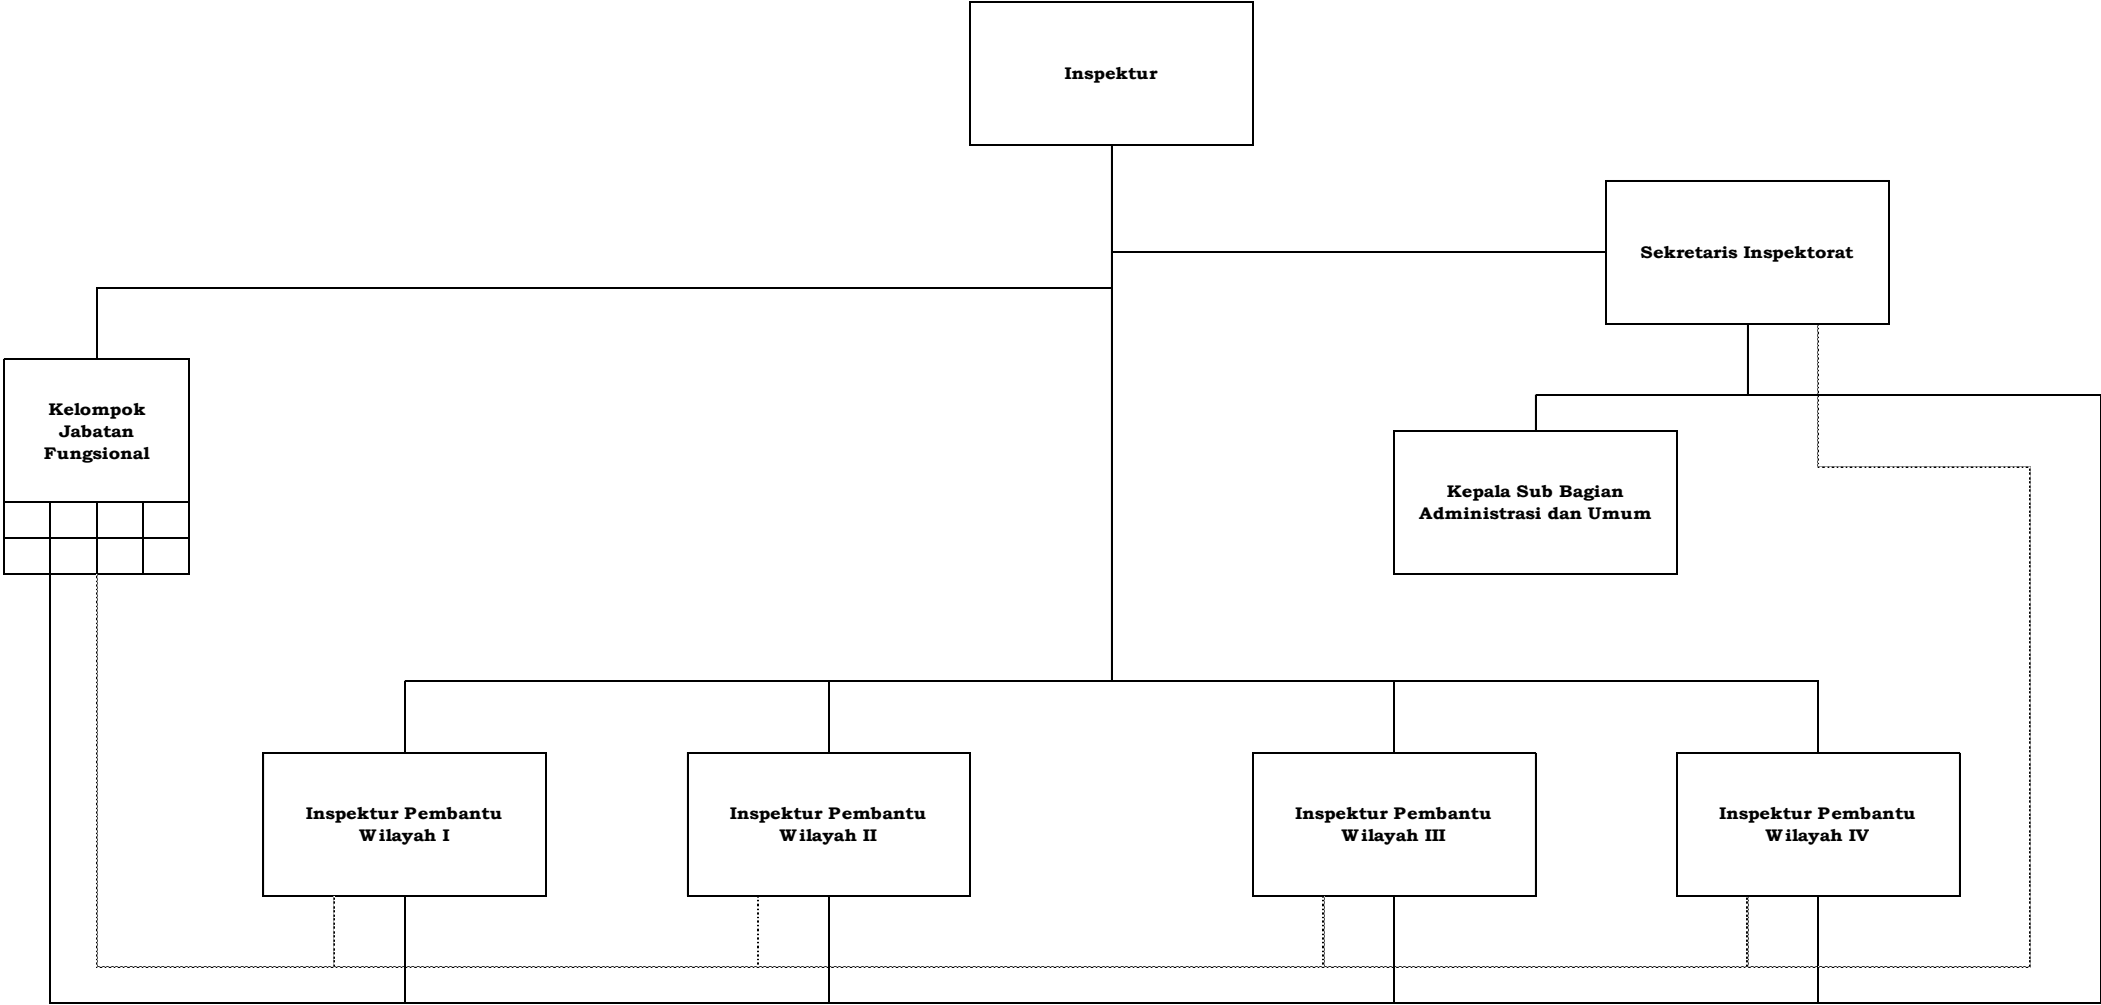 Inspektur
Sekretaris Inspektorat
Kelompok
Jabatan
Fungsional
Kepala Sub Bagian
Administrasi dan Umum
Inspektur Pembantu
Wilayah I
Inspektur Pembantu
Wilayah II
Inspektur Pembantu
Wilayah III
Inspektur Pembantu
Wilayah IV